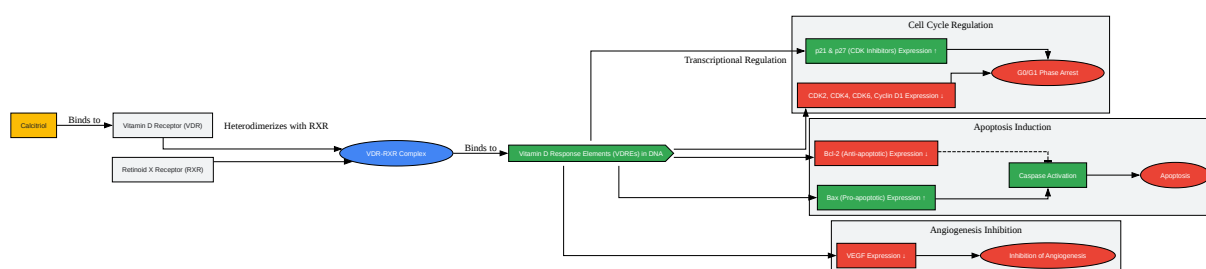 Cell Cycle Regulation
p21 & p27 (CDK Inhibitors) Expression ↑
Transcriptional Regulation
G0/G1 Phase Arrest
CDK2, CDK4, CDK6, Cyclin D1 Expression ↓
Calcitriol
Binds to
Vitamin D Receptor (VDR)
Heterodimerizes with RXR
Apoptosis Induction
VDR-RXR Complex
Binds to
Vitamin D Response Elements (VDREs) in DNA
Bcl-2 (Anti-apoptotic) Expression ↓
Retinoid X Receptor (RXR)
Caspase Activation
Apoptosis
Bax (Pro-apoptotic) Expression ↑
Angiogenesis Inhibition
VEGF Expression ↓
Inhibition of Angiogenesis